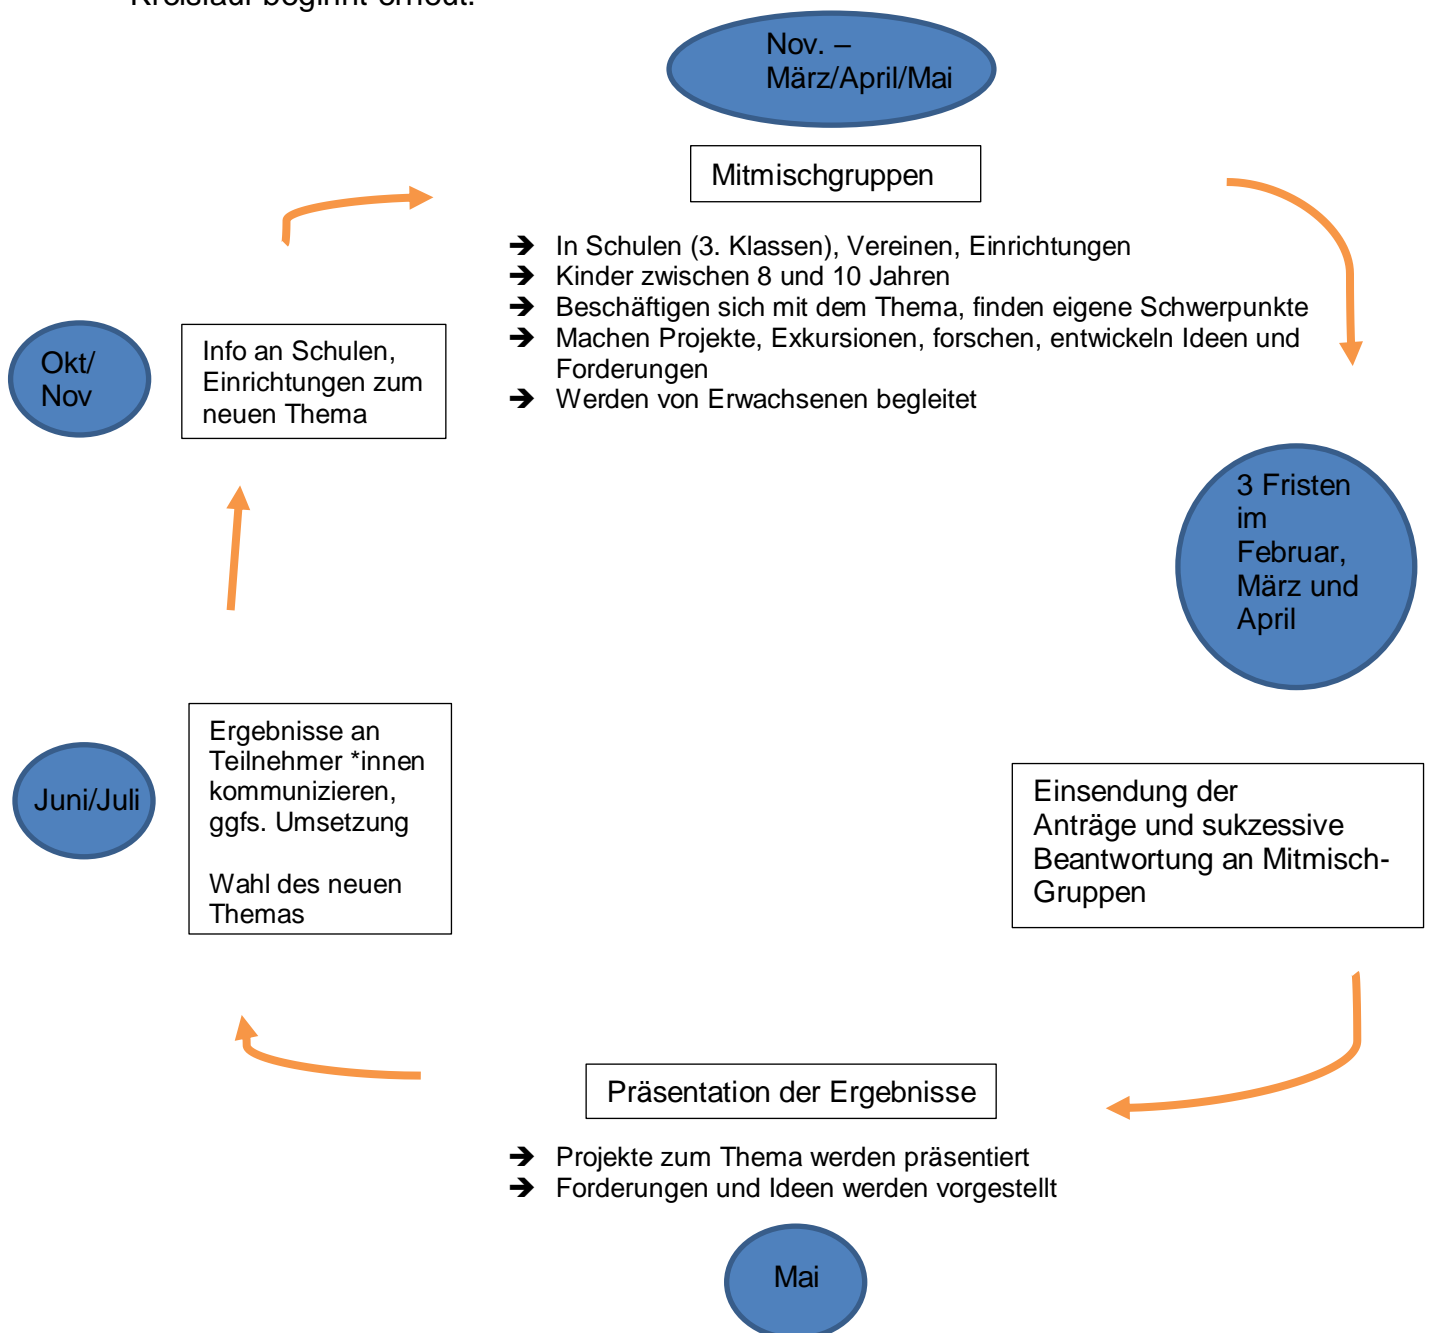 Kreislauf beginnt erneut.
Nov. –
März/April/Mai
Mitmischgruppen
➔ In Schulen (3. Klassen), Vereinen, Einrichtungen
➔ Kinder zwischen 8 und 10 Jahren
➔ Beschäftigen sich mit dem Thema, finden eigene Schwerpunkte
➔ Machen Projekte, Exkursionen, forschen, entwickeln Ideen und
Forderungen
➔ Werden von Erwachsenen begleitet
3 Fristen
im
Februar,
März und
April
Einsendung der
Anträge und sukzessive
Beantwortung an Mitmisch-
Gruppen
Präsentation der Ergebnisse
➔ Projekte zum Thema werden präsentiert
➔ Forderungen und Ideen werden vorgestellt
Mai
Juni/Juli
Ergebnisse an
Teilnehmer *innen
kommunizieren,
ggfs. Umsetzung
Wahl des neuen
Themas
Okt/
Nov
Info an Schulen,
Einrichtungen zum
neuen Thema